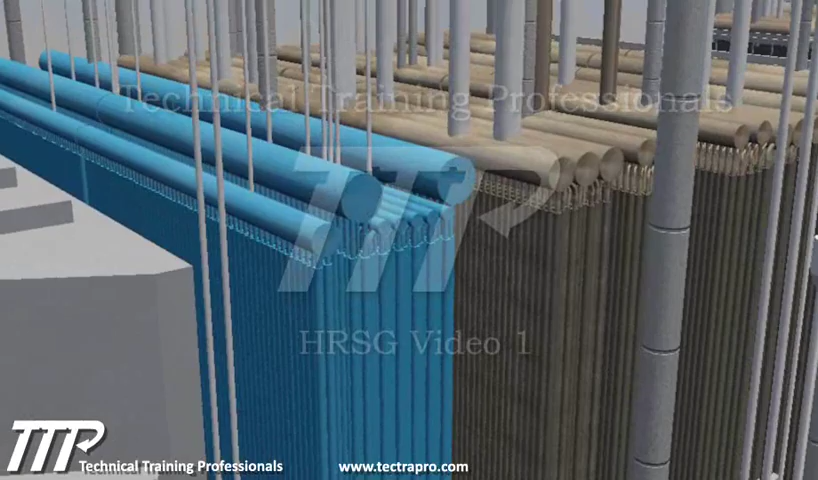 Technical Training Professionals
TTP
HRSG Video 1
TTP
Technical Training Professionals
www.tectrapro.com